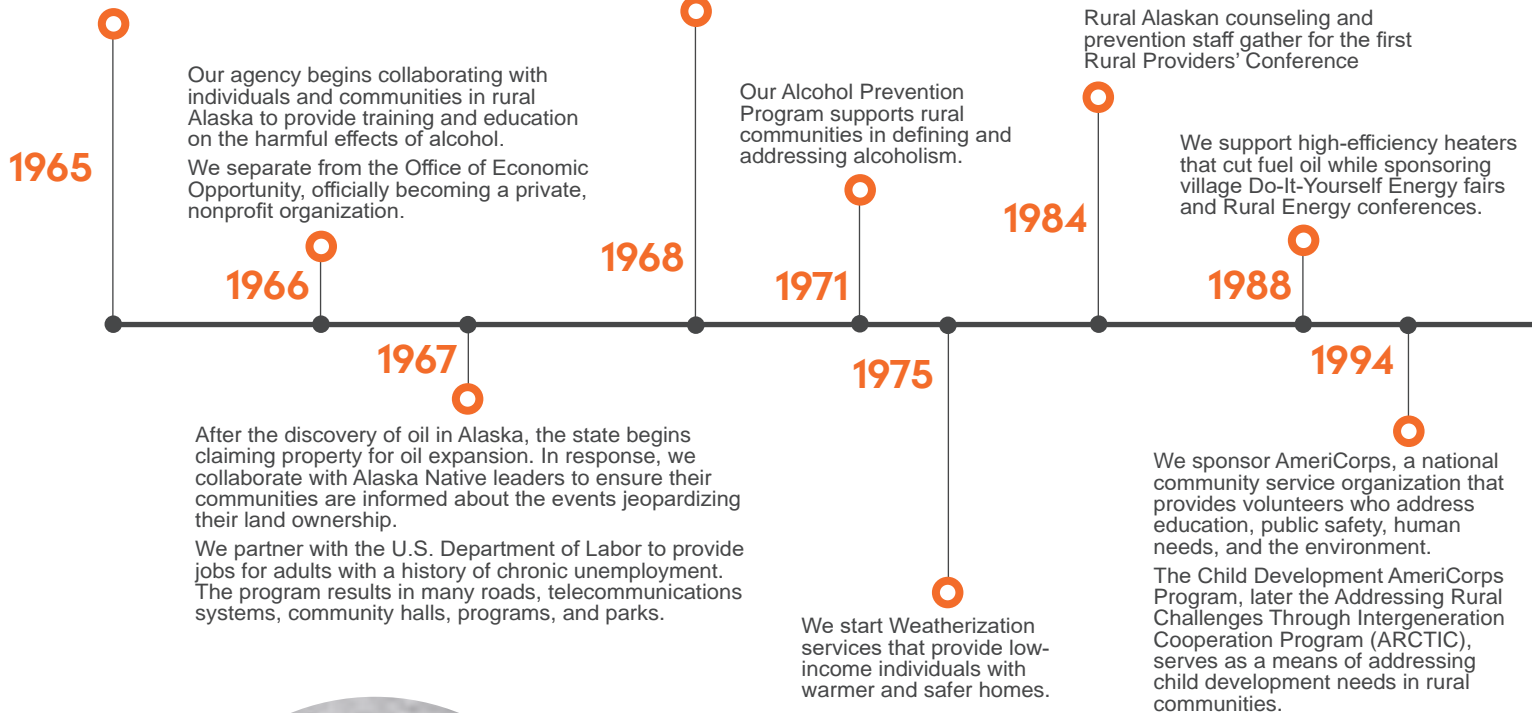 1965
Our agency begins collaborating with
individuals and communities in rural
Alaska to provide training and education
on the harmful effects of alcohol.
We separate from the Office of Economic
Opportunity, officially becoming a private,
nonprofit organization.
1966
After the discovery of oil in Alaska, the state begins
claiming property for oil expansion. In response, we
collaborate with Alaska Native leaders to ensure their
communities are informed about the events jeopardizing
their land ownership.
We partner with the U.S. Department of Labor to provide
jobs for adults with a history of chronic unemployment.
The program results in many roads, telecommunications
systems, community halls, programs, and parks.
1967
1968
Our Alcohol Prevention
Program supports rural
communities in defining and
addressing alcoholism.
1971
1975
We start Weatherization
services that provide low-
income individuals with
warmer and safer homes.
Rural Alaskan counseling and
prevention staff gather for the first
Rural Providers’ Conference
1984
We support high-efficiency heaters
that cut fuel oil while sponsoring
village Do-It-Yourself Energy fairs
and Rural Energy conferences.
1988
1994
We sponsor AmeriCorps, a national
community service organization that
provides volunteers who address
education, public safety, human
needs, and the environment.
The Child Development AmeriCorps
Program, later the Addressing Rural
Challenges Through Intergeneration
Cooperation Program (ARCTIC),
serves as a means of addressing
child development needs in rural
communities.